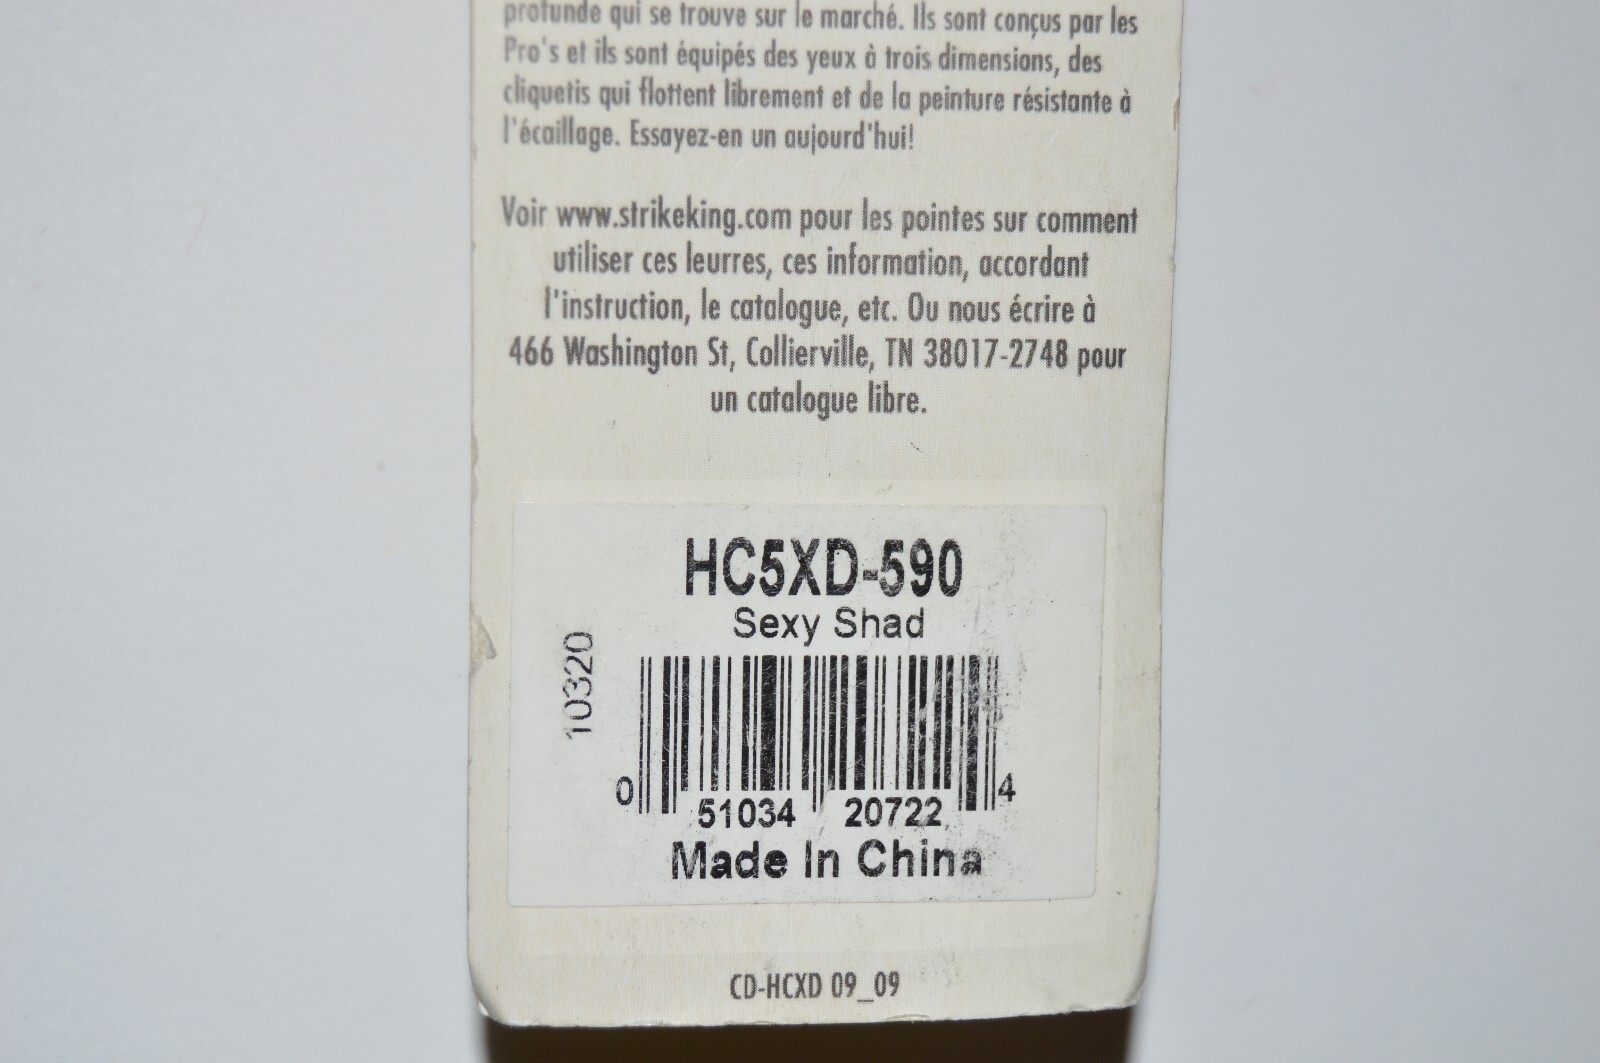 profunde qui se trouve sur le marché. Ils sont conçus par les
Pro's et ils sont équipés des yeux à trois dimensions, des
cliquetis qui flottent librement et de la peinture résistante à
l'écaillage. Essayez-en un aujourd'hui!
Voir www.strikeking.com pour les pointes sur comment
utiliser ces leurres, ces information, accordant
l'instruction, le catalogue, etc. Ou nous écrire à
466 Washington St, Collierville, TN 38017-2748 pour
un catalogue libre.
HC5XD-590
Sexy Shad
10320
0 51034 20722 4
Made In China
CD-HCXD 09_09